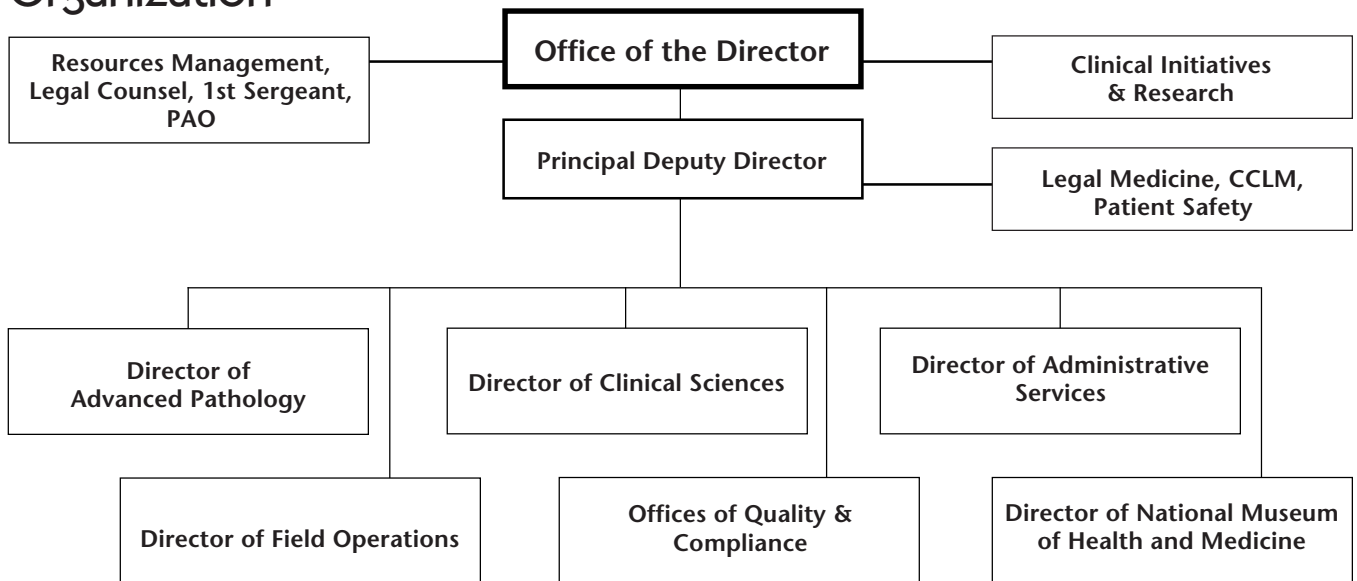 Organization
Office of the Director
Resources Management,
Legal Counsel, 1st Sergeant,
PAO
Clinical Initiatives
& Research
Principal Deputy Director
Legal Medicine, CCLM,
Patient Safety
Director of
Advanced Pathology
Director of Clinical Sciences
Director of Administrative
Services
Director of Field Operations
Offices of Quality &
Compliance
Director of National Museum
of Health and Medicine